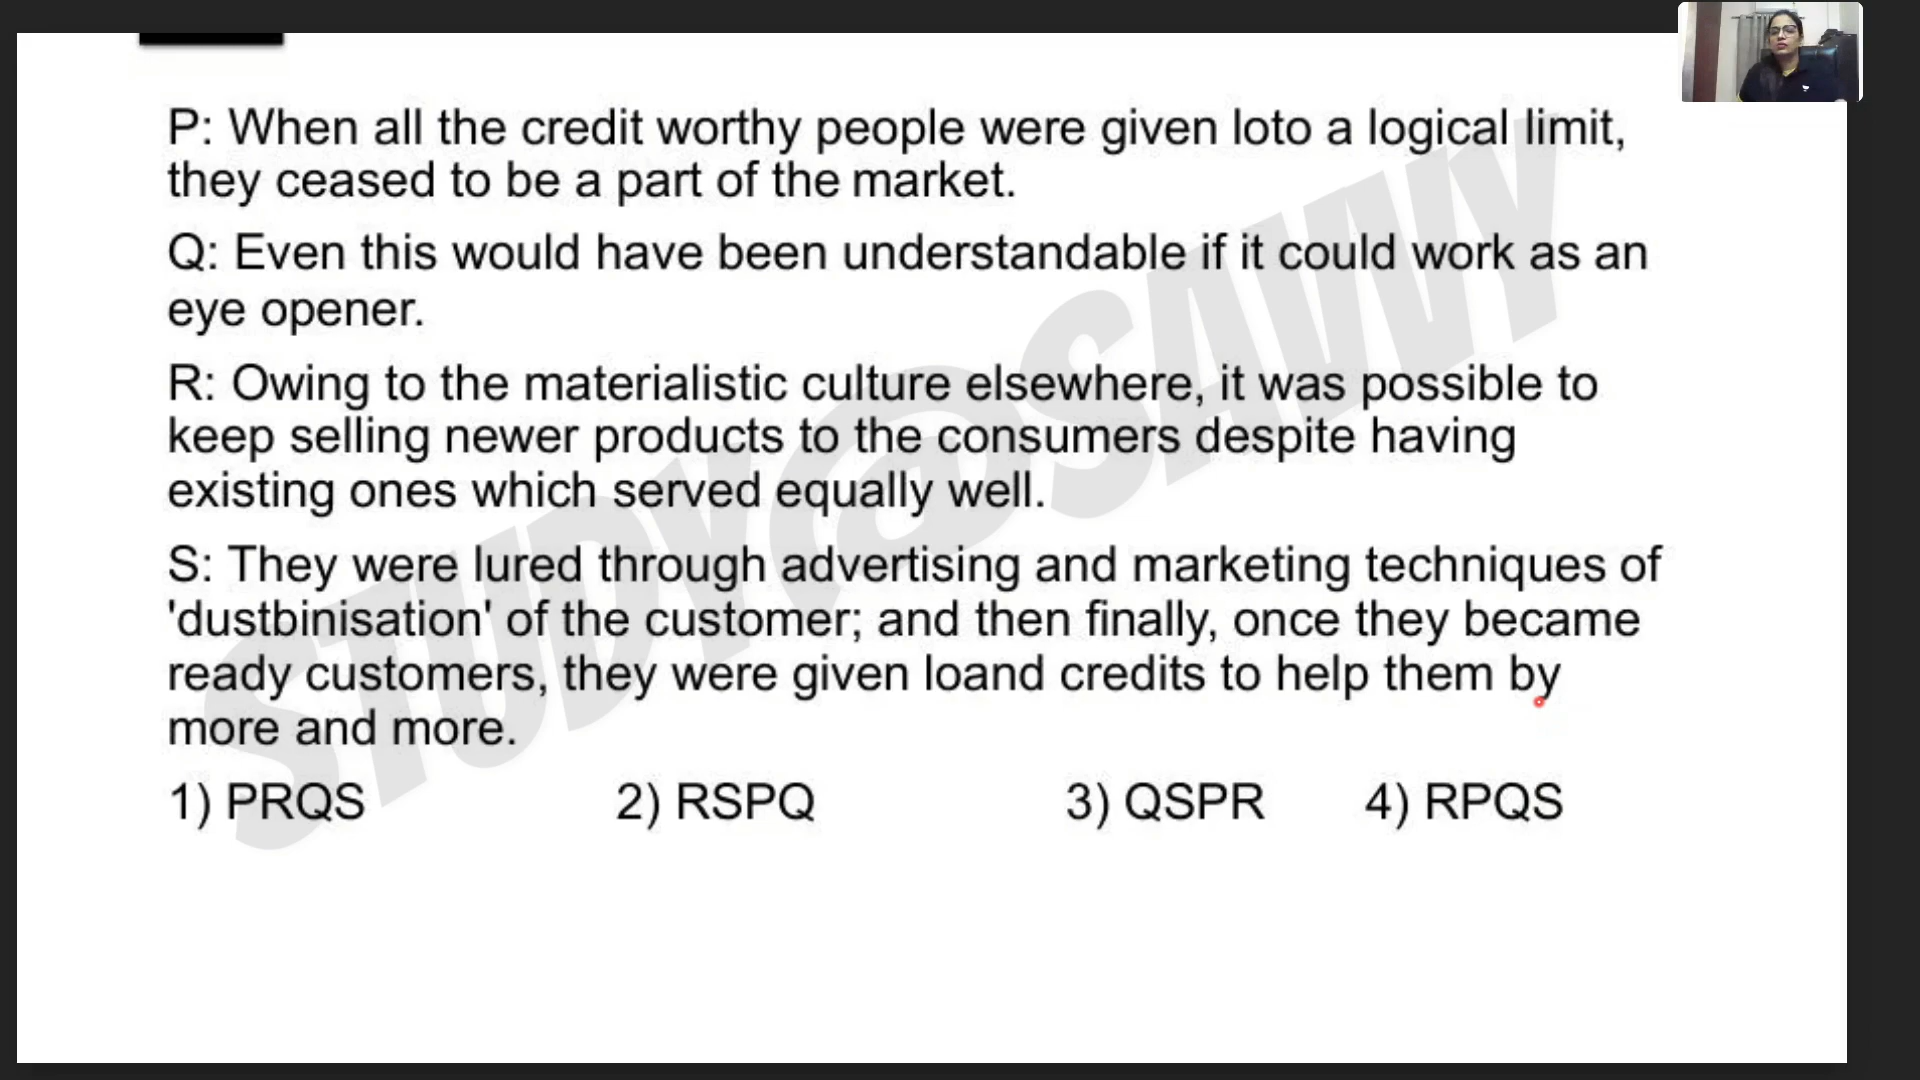 P: When all the credit worthy people were given loto a logical limit,
they ceased to be a part of the market.
Q: Even this would have been understandable if it could work as an
eye opener.
R: Owing to the materialistic culture elsewhere, it was possible to
keep selling newer products to the consumers despite having
existing ones which served equally well.
S: They were lured through advertising and marketing techniques of
'dustbinisation' of the customer; and then finally, once they became
ready customers, they were given loand credits to help them by
more and more.
1) PRQS 2) RSPQ 3) QSPR 4) RPQS
STUDY@SAVVY